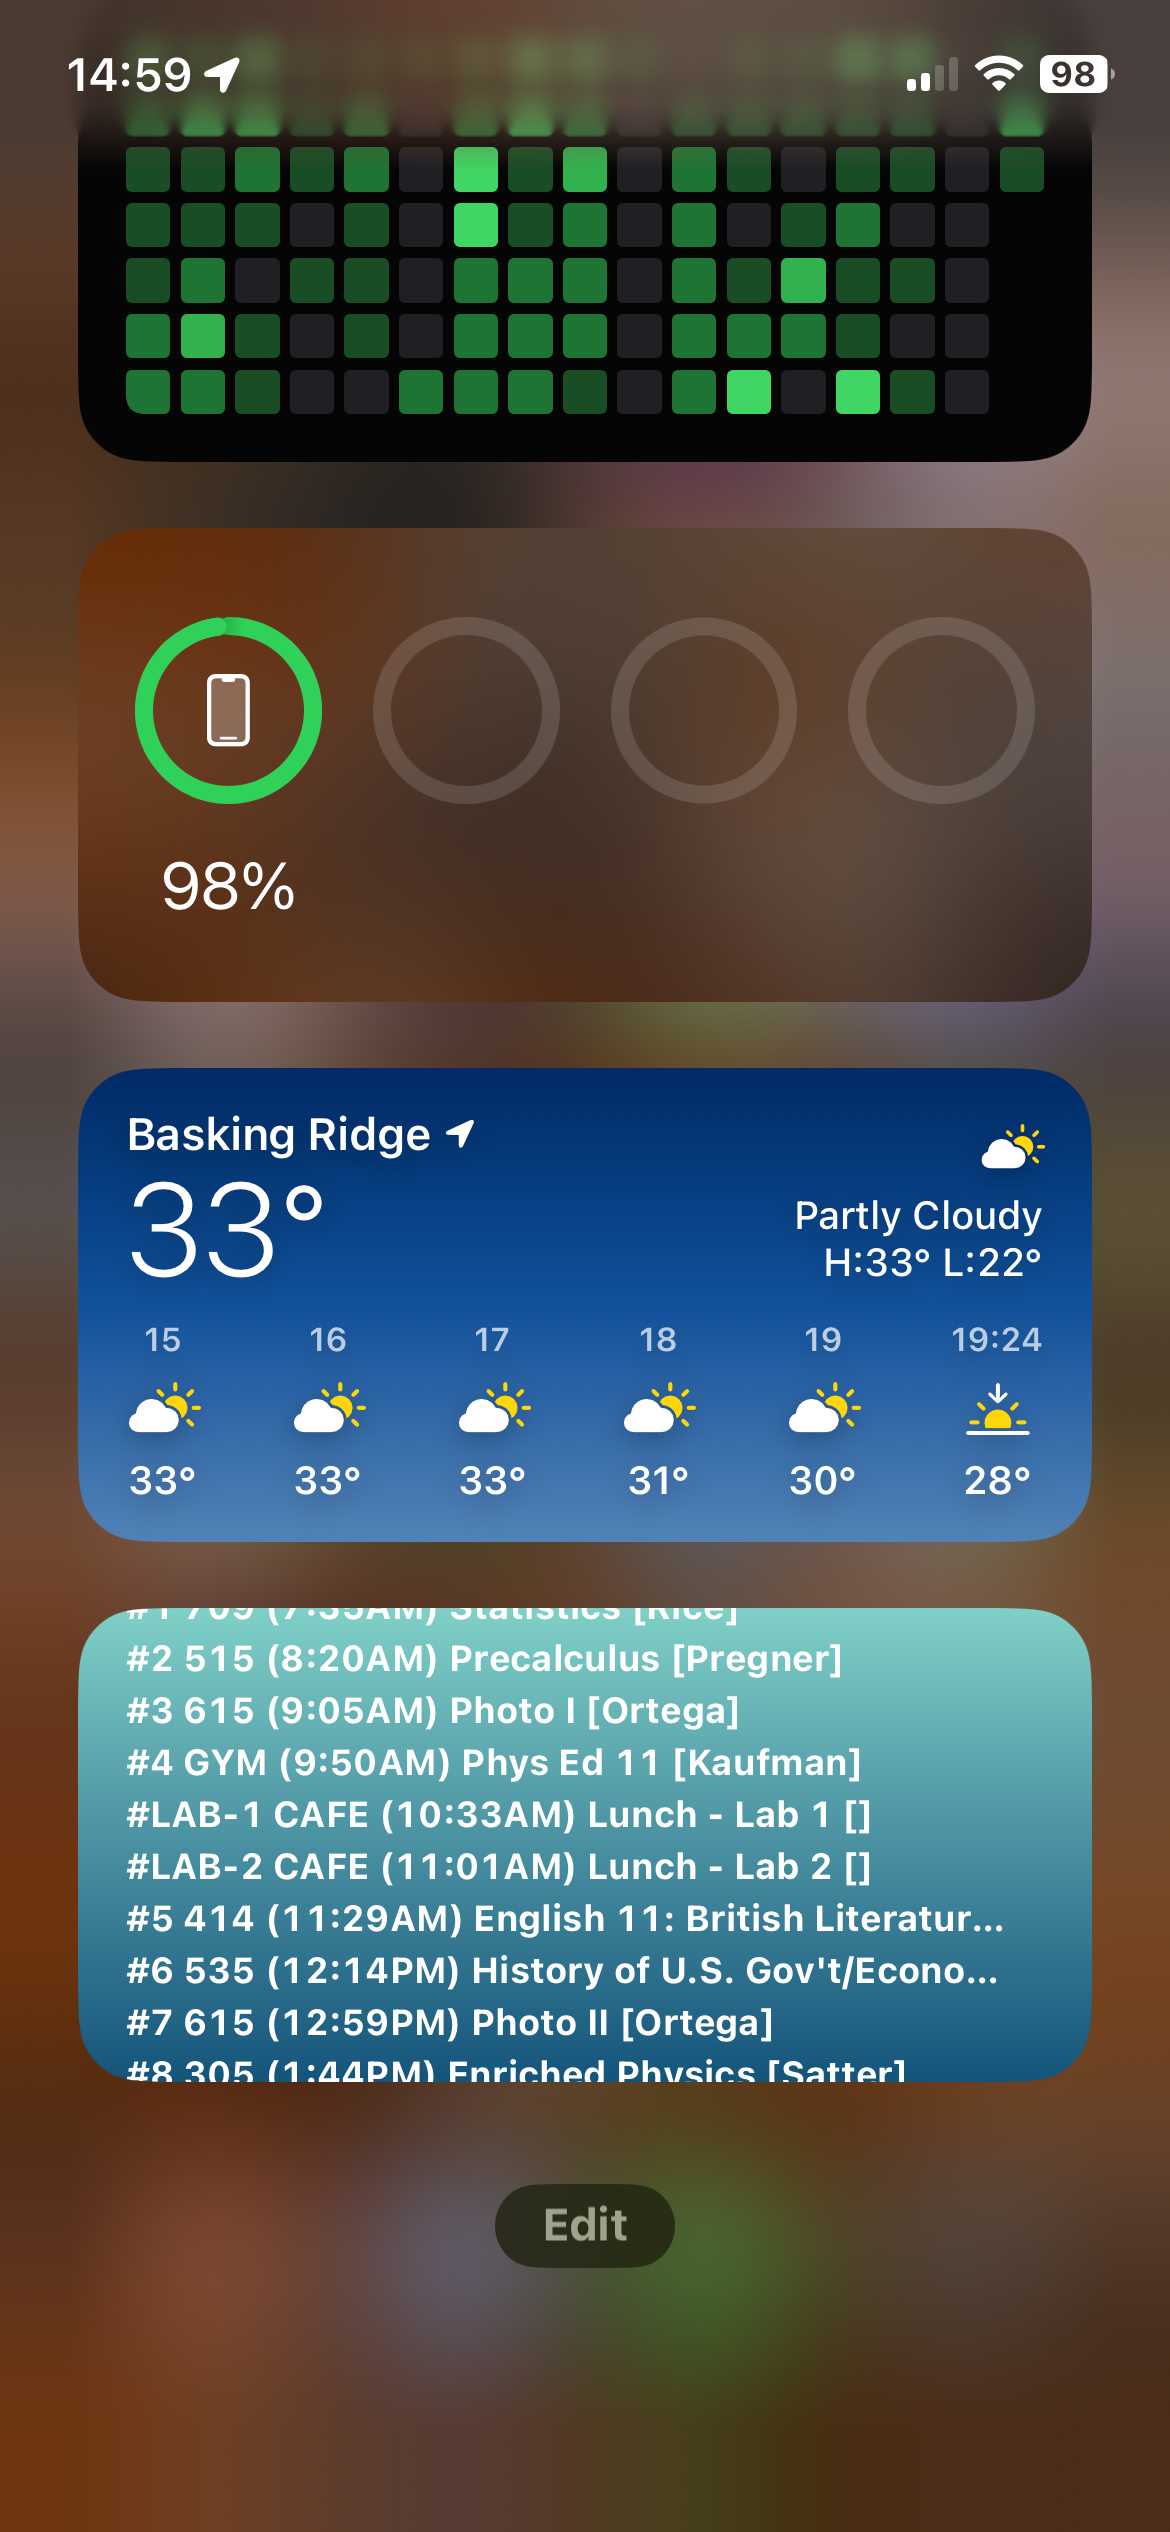 14:59
98
98%
Basking Ridge
33°
Partly Cloudy
H:33° L:22°
15 16 17 18 19 19:24
33° 33° 33° 31° 30° 28°
#1 709 (7:35AM) Statistics [Rice]
#2 515 (8:20AM) Precalculus [Pregner]
#3 615 (9:05AM) Photo I [Ortega]
#4 GYM (9:50AM) Phys Ed 11 [Kaufman]
#LAB-1 CAFE (10:33AM) Lunch - Lab 1 []
#LAB-2 CAFE (11:01AM) Lunch - Lab 2 []
#5 414 (11:29AM) English 11: British Literatur...
#6 535 (12:14PM) History of U.S. Gov't/Econo...
#7 615 (12:59PM) Photo II [Ortega]
#8 305 (1:44PM) Enriched Physics [Satter]
Edit